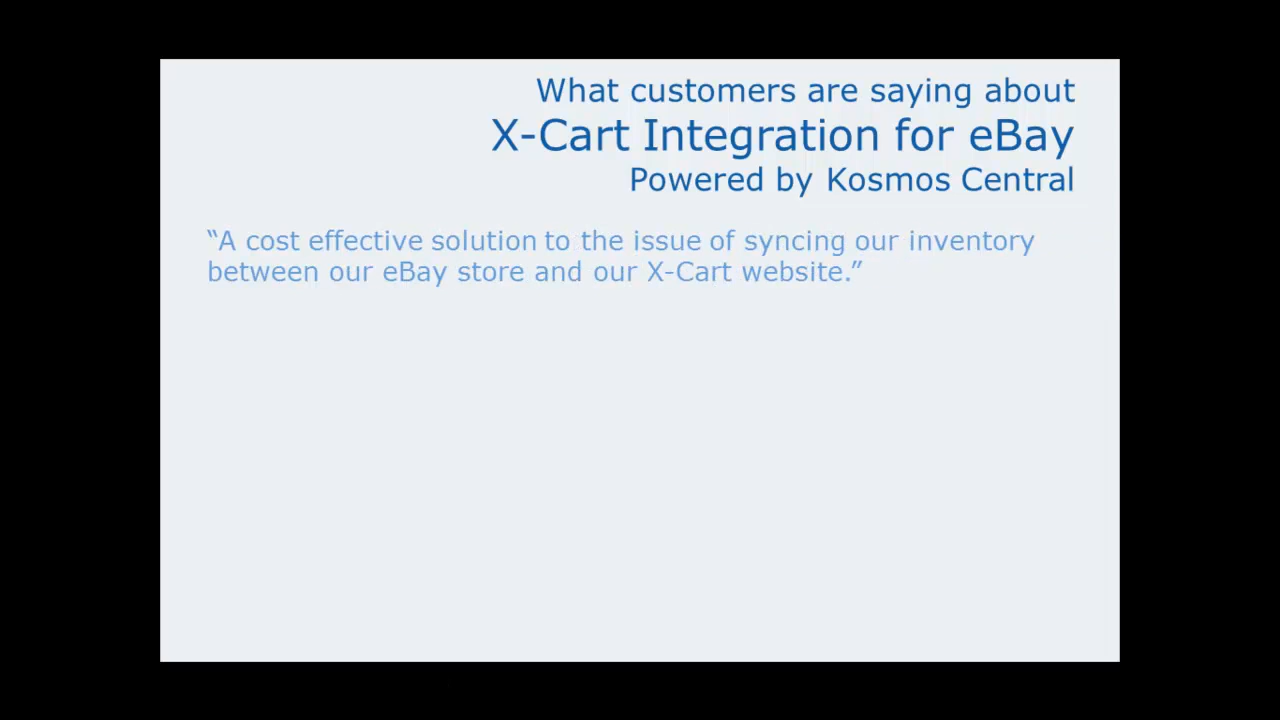 What customers are saying about
X-Cart Integration for eBay
Powered by Kosmos Central
“A cost effective solution to the issue of syncing our inventory
between our eBay store and our X-Cart website.”